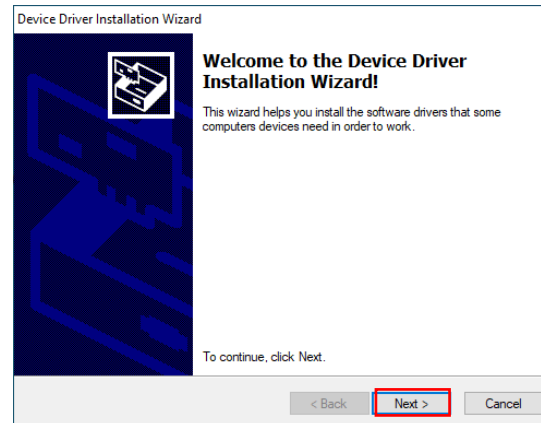 Device Driver Installation Wizard
Welcome to the Device Driver
Installation Wizard!
This wizard helps you install the software drivers that some
computers devices need in order to work.
To continue, click Next.
< Back
Next >
Cancel